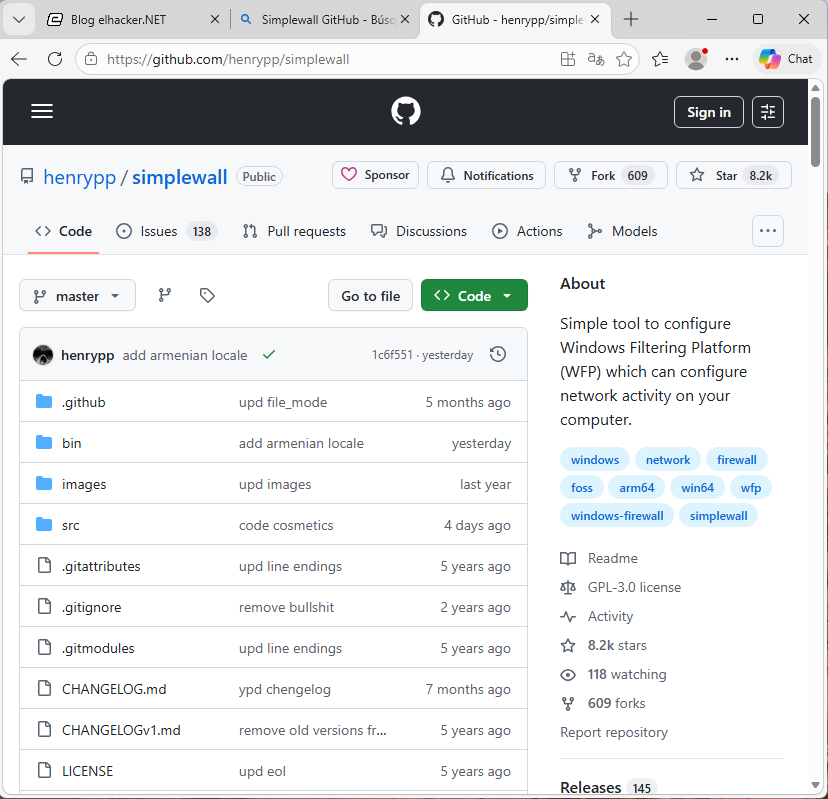 Blog elhacker.NET
Simplewall GitHub - Búsq
GitHub - henrypp/simple
https://github.com/henrypp/simplewall
Chat
Sign in
henrypp / simplewall Public
Sponsor
Notifications
Fork 609
Star 8.2k
Code
Issues 138
Pull requests
Discussions
Actions
Models
master
Go to file
Code
henrypp add armenian locale 1c6f551 · yesterday
.github upd file_mode 5 months ago
bin add armenian locale yesterday
images upd images last year
src code cosmetics 4 days ago
.gitattributes upd line endings 5 years ago
.gitignore remove bullshit 2 years ago
.gitmodules upd line endings 5 years ago
CHANGELOG.md ypd chengelog 7 months ago
CHANGELOGv1.md remove old versions fr... 5 years ago
LICENSE upd eol 5 years ago
About
Simple tool to configure
Windows Filtering Platform
(WFP) which can configure
network activity on your
computer.
windows network firewall
foss arm64 win64 wfp
windows-firewall simplewall
Readme
GPL-3.0 license
Activity
8.2k stars
118 watching
609 forks
Report repository
Releases 145